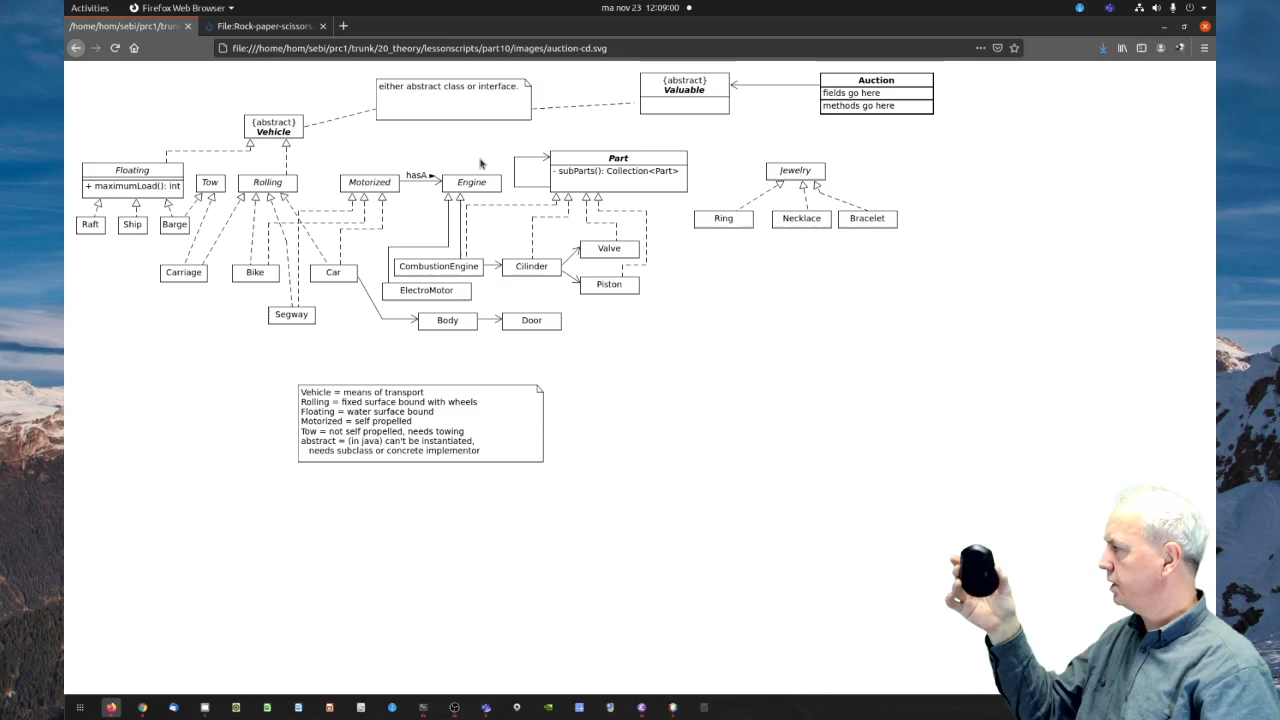 Activities
Firefox Web Browser
ma nov 23 12:09:00
/home/hom/sebi/prc1/trunk
File:Rock-paper-scissors
file:///home/hom/sebi/prc1/trunk/20_theory/lessonscripts/part10/images/auction-cd.svg
either abstract class or interface.
{abstract}
Valuable
Auction
fields go here
methods go here
{abstract}
Vehicle
Floating
+ maximumLoad(): int
Tow
Rolling
Motorized
hasA
Engine
Part
- subParts(): Collection<Part>
Jewelry
Raft
Ship
Barge
Ring
Necklace
Bracelet
Carriage
Bike
Car
CombustionEngine
Cilinder
Valve
Piston
ElectroMotor
Segway
Body
Door
Vehicle = means of transport
Rolling = fixed surface bound with wheels
Floating = water surface bound
Motorized = self propelled
Tow = not self propelled, needs towing
abstract = (in java) can't be instantiated,
needs subclass or concrete implementor